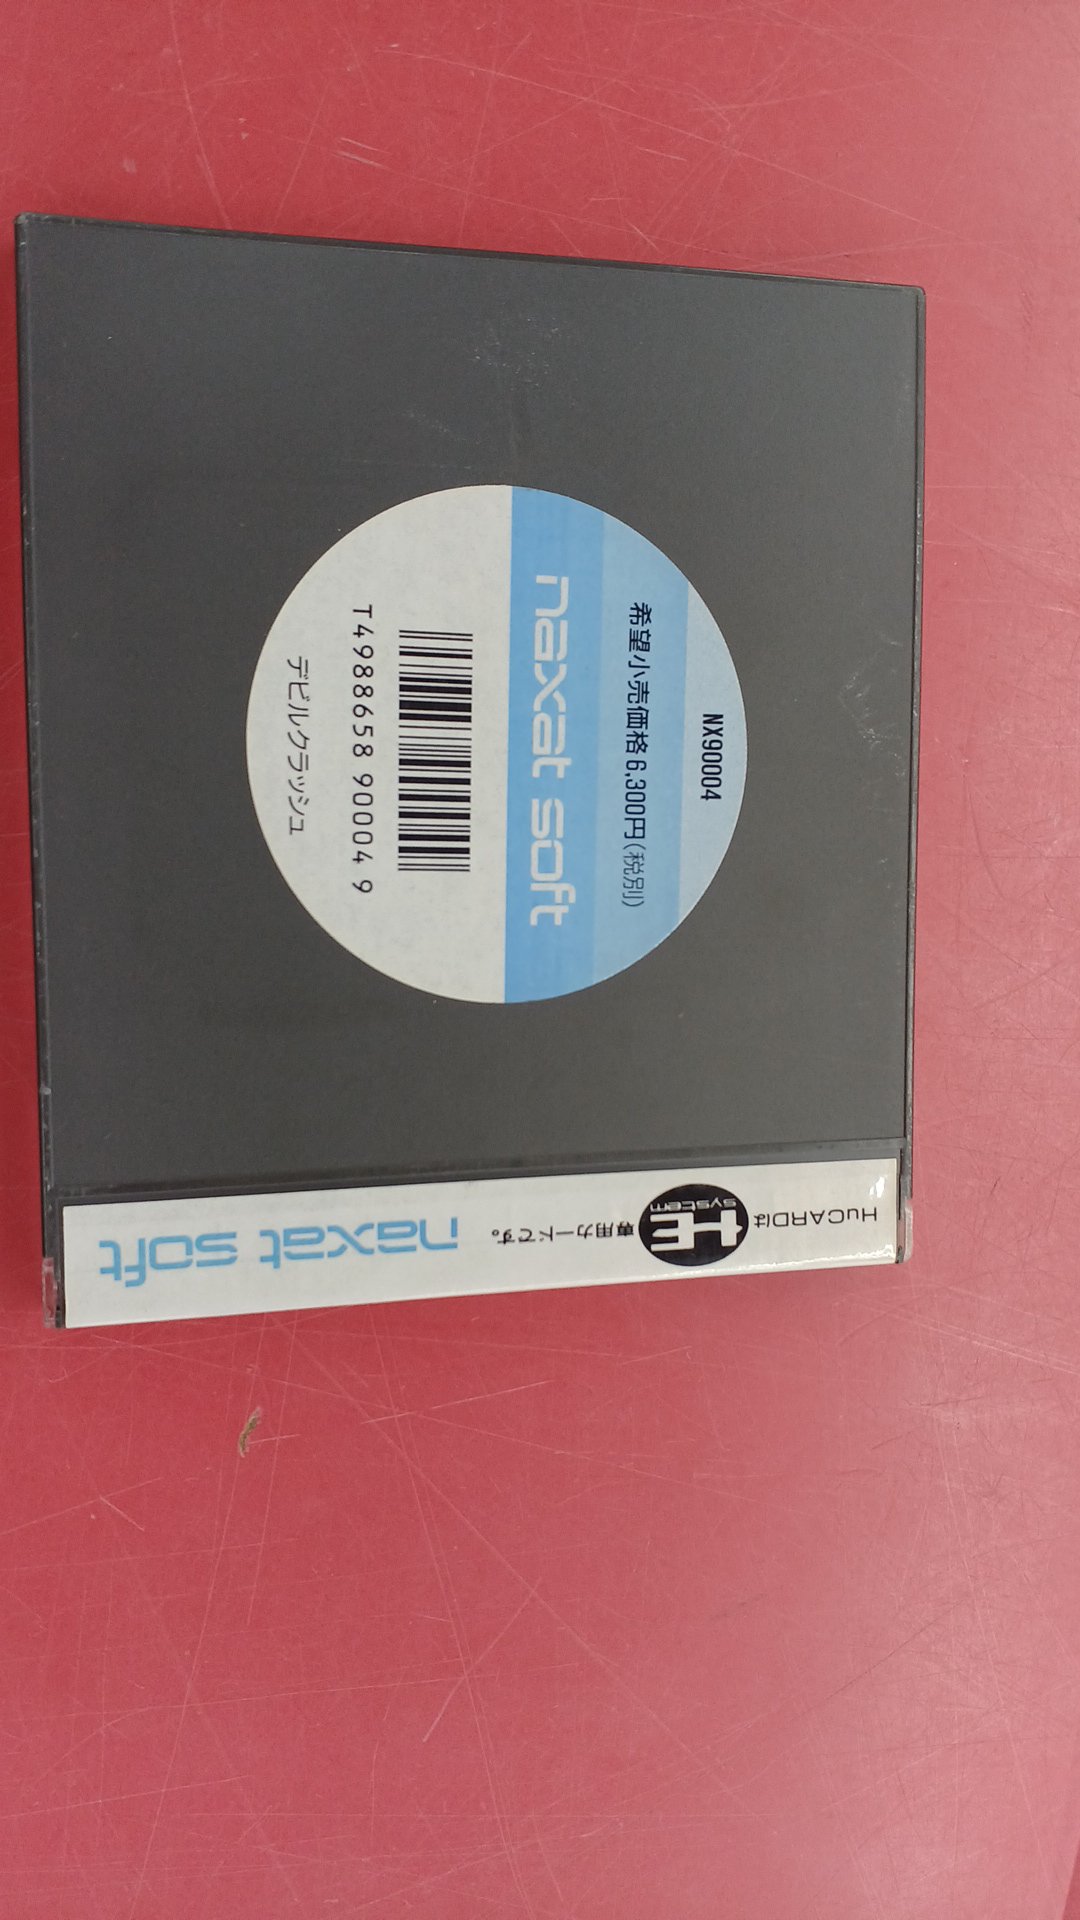 NX90004
希望小売価格6,300円(税別)
naxat soft
T4988658 90004 9
デビルクラッシュ
HuCARDは
HE
system
専用カードです。
naxat soft